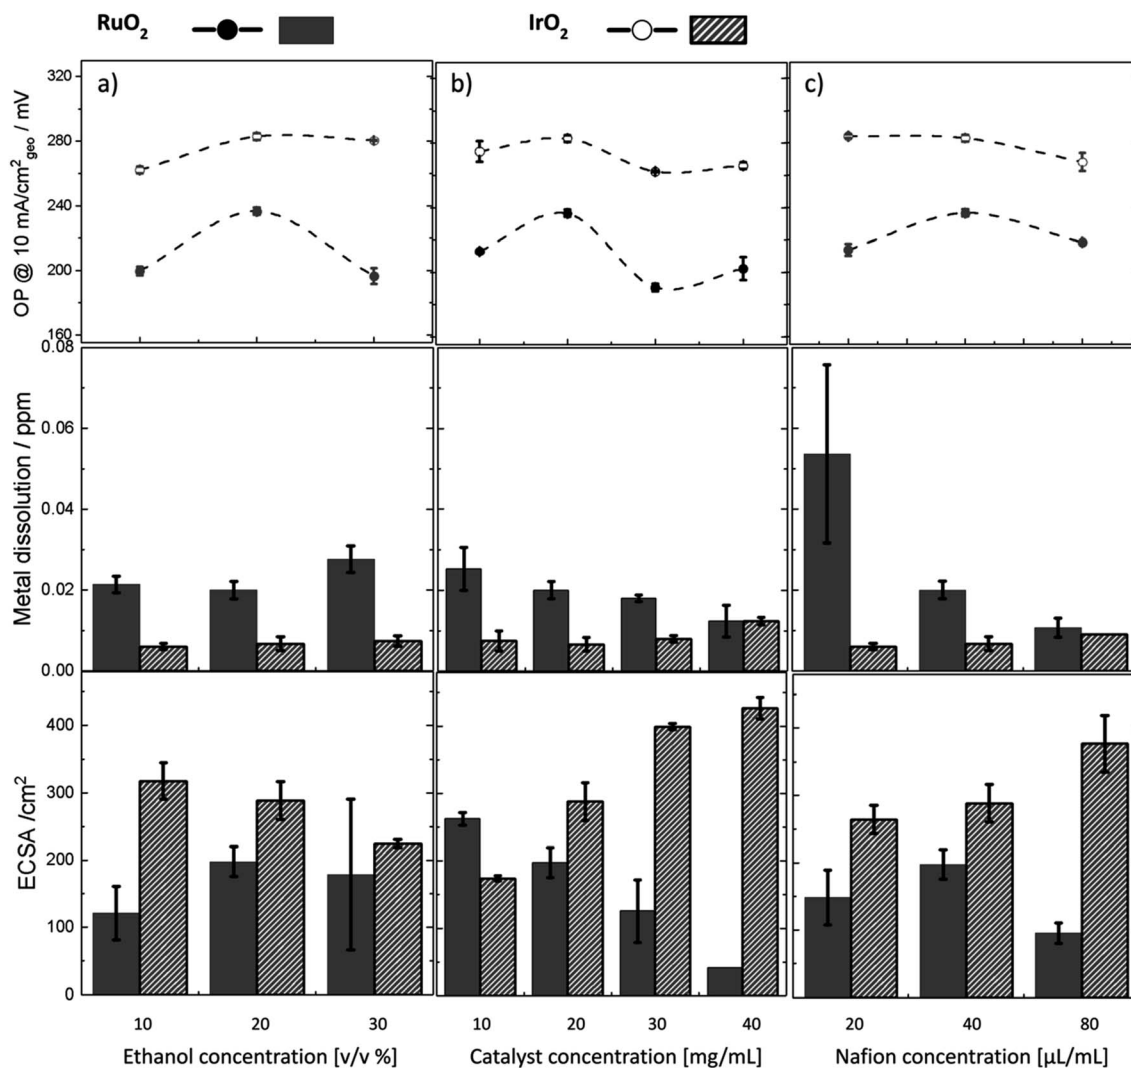 RuO₂ IrO₂
a) b) c)
OP @ 10 mA/cm²geo / mV
320
280
240
200
160
Metal dissolution / ppm
0.08
0.06
0.04
0.02
0.00
ECSA /cm²
400
300
200
100
0
10 20 30 10 20 30 40 20 40 80
Ethanol concentration [v/v %] Catalyst concentration [mg/mL] Nafion concentration [µL/mL]